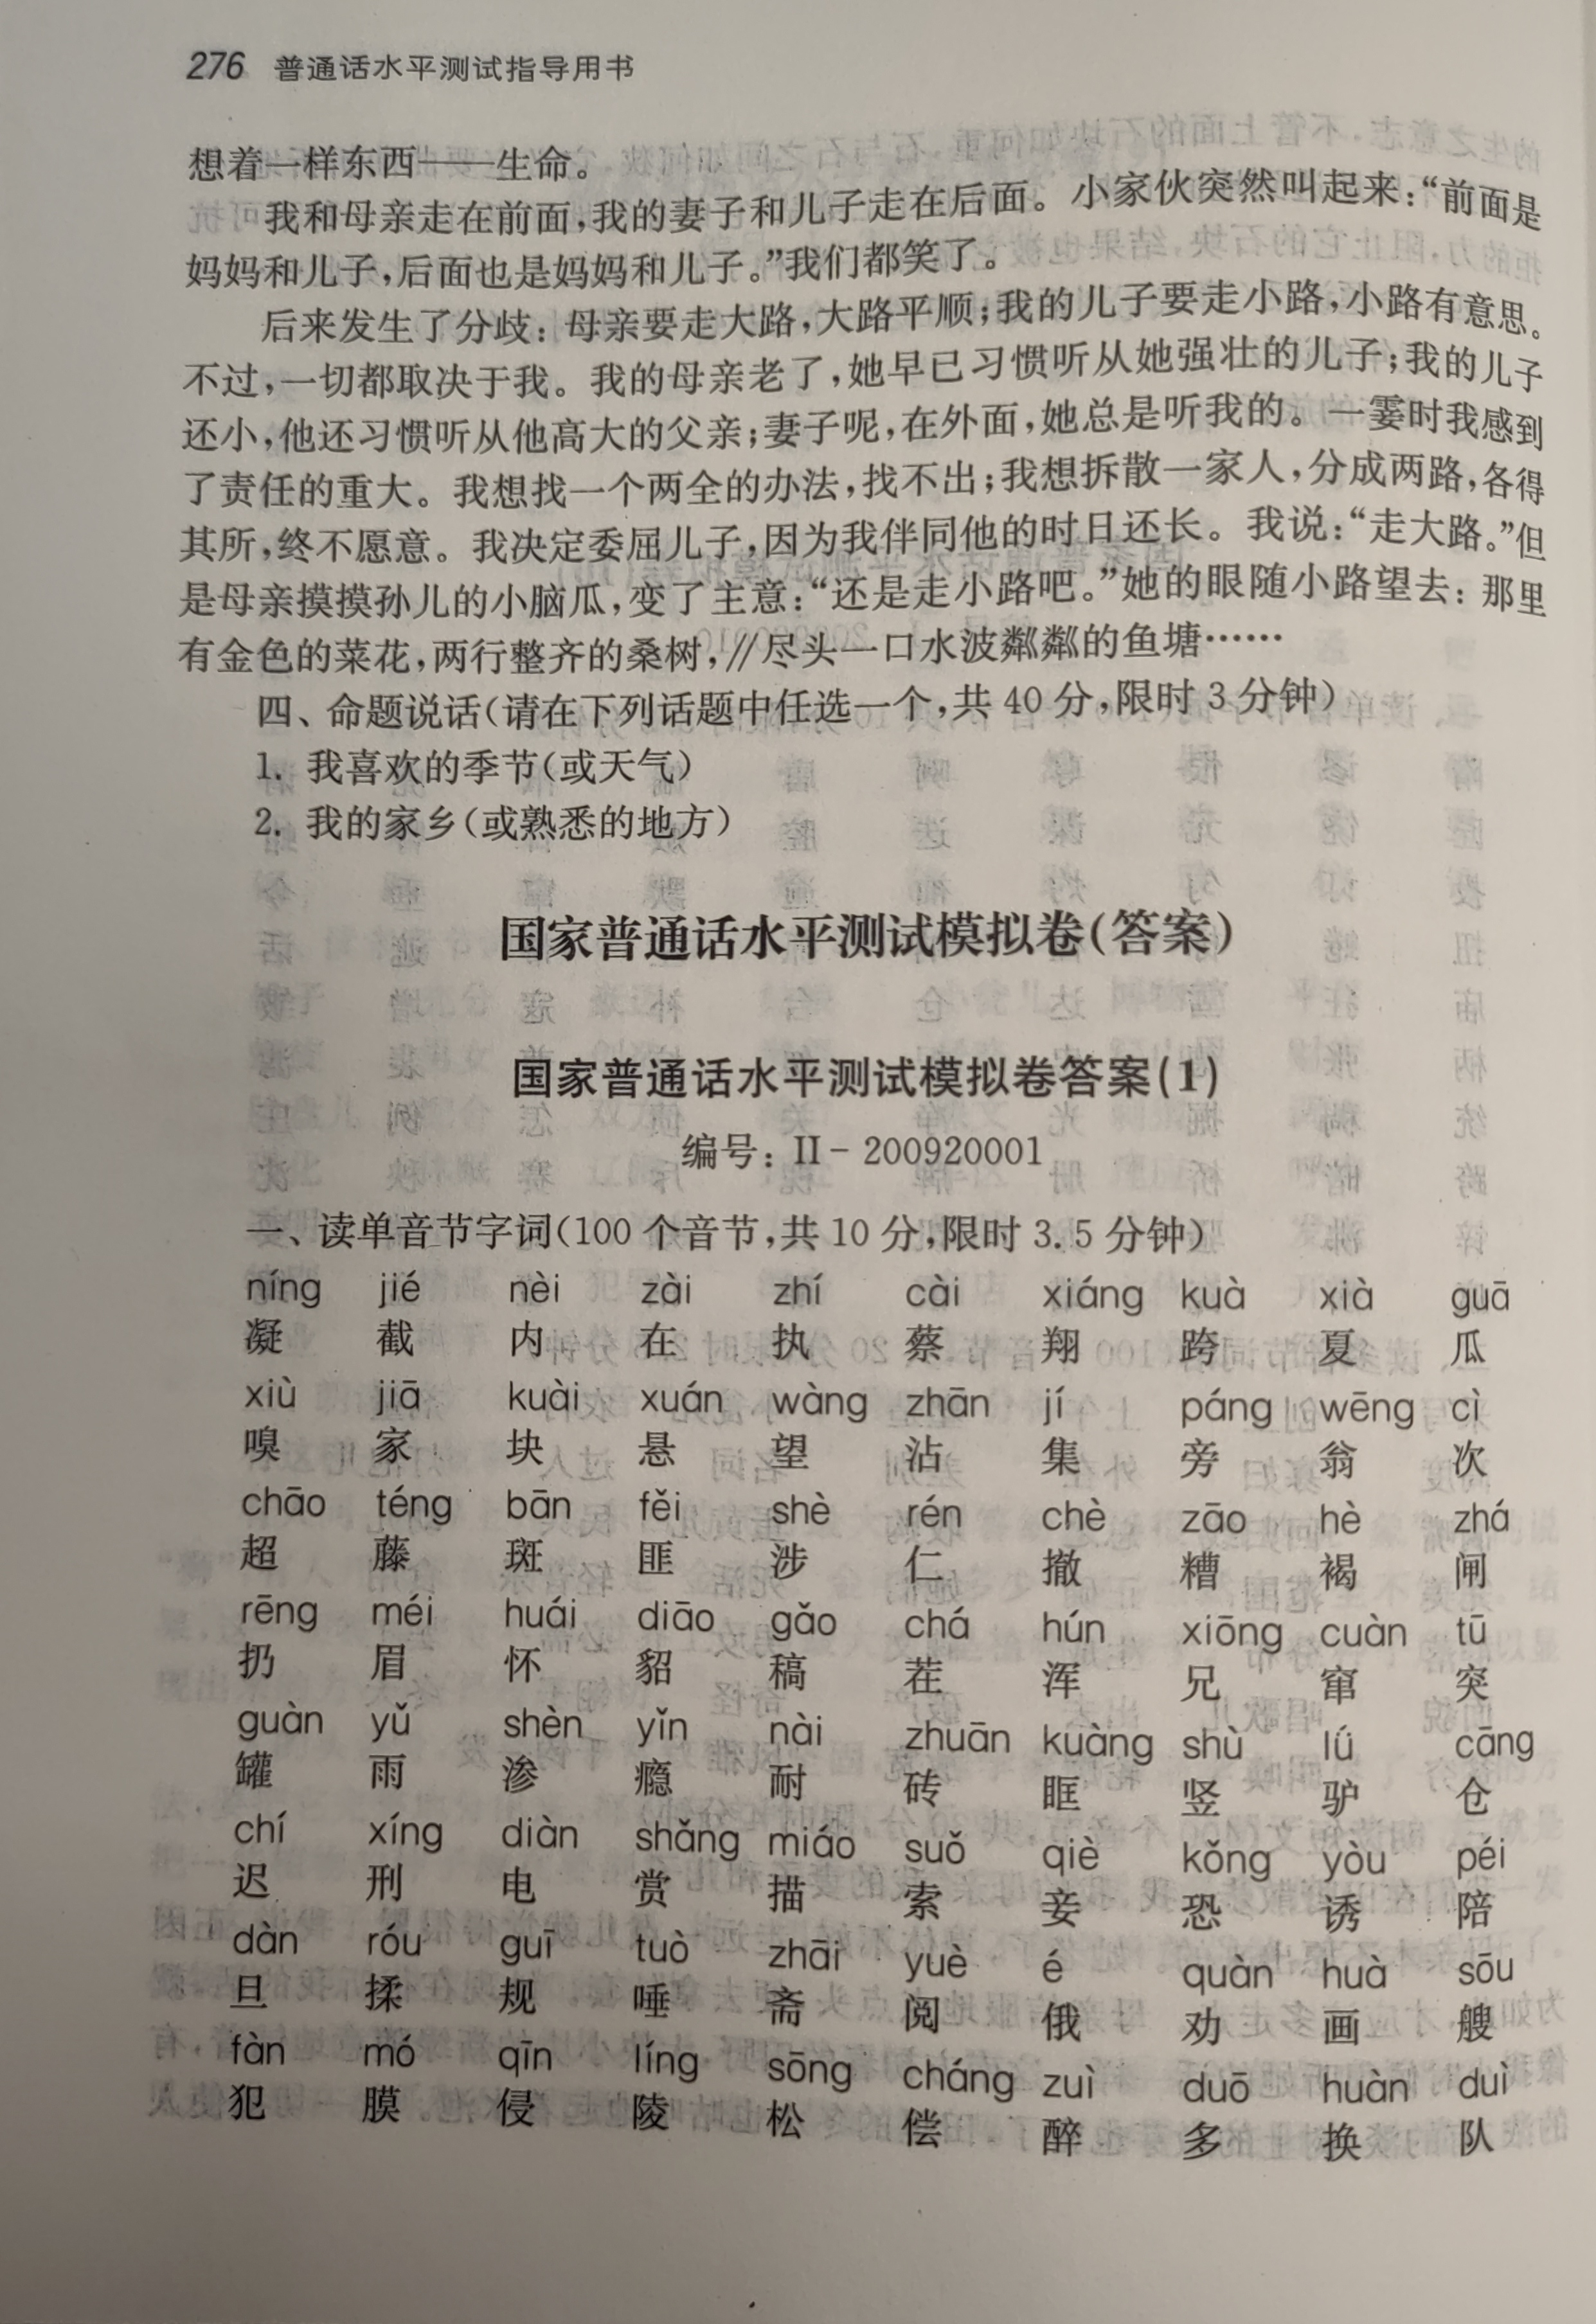 276 普通话水平测试指导用书
想着一样东西——生命。
我和母亲走在前面,我的妻子和儿子走在后面。小家伙突然叫起来:“前面是
妈妈和儿子,后面也是妈妈和儿子。”我们都笑了。
后来发生了分歧:母亲要走大路,大路平顺;我的儿子要走小路,小路有意思。
不过,一切都取决于我。我的母亲老了,她早已习惯听从她强壮的儿子;我的儿子
还小,他还习惯听从他高大的父亲;妻子呢,在外面,她总是听我的。一霎时我感到
了责任的重大。我想找一个两全的办法,找不出;我想拆散一家人,分成两路,各得
其所,终不愿意。我决定委屈儿子,因为我伴同他的时日还长。我说:“走大路。”但
是母亲摸摸孙儿的小脑瓜,变了主意:“还是走小路吧。”她的眼随小路望去:那里
有金色的菜花,两行整齐的桑树,//尽头一口水波粼粼的鱼塘……
四、命题说话(请在下列话题中任选一个,共40分,限时3分钟)
1. 我喜欢的季节(或天气)
2. 我的家乡(或熟悉的地方)
国家普通话水平测试模拟卷(答案)
国家普通话水平测试模拟卷答案(1)
编号:II-200920001
一、读单音节字词(100个音节,共10分,限时3.5分钟)
níng jié nèi zài zhí cài xiáng kuà xià guā
凝 截 内 在 执 蔡 翔 跨 夏 瓜
xiù jiā kuài xuán wàng zhān jí páng wēng cì
嗅 家 块 悬 望 沾 集 旁 翁 次
chāo téng bān fěi shè rén chè zāo hè zhá
超 藤 斑 匪 涉 仁 撤 糟 褐 闸
rēng méi huái diāo gǎo chá hún xiōng cuàn tū
扔 眉 怀 貂 稿 茬 浑 兄 窜 突
guàn yǔ shèn yǐn nài zhuān kuàng shù lǘ cāng
罐 雨 渗 瘾 耐 砖 眶 竖 驴 仓
chí xíng diàn shǎng miáo suǒ qiè kǒng yòu péi
迟 刑 电 赏 描 索 妾 恐 诱 陪
dàn róu guī tuò zhāi yuè é quàn huà sōu
旦 揉 规 唾 斋 阅 俄 劝 画 艘
fàn mó qīn líng sōng cháng zuì duō huàn duì
犯 膜 侵 陵 松 偿 醉 多 换 队